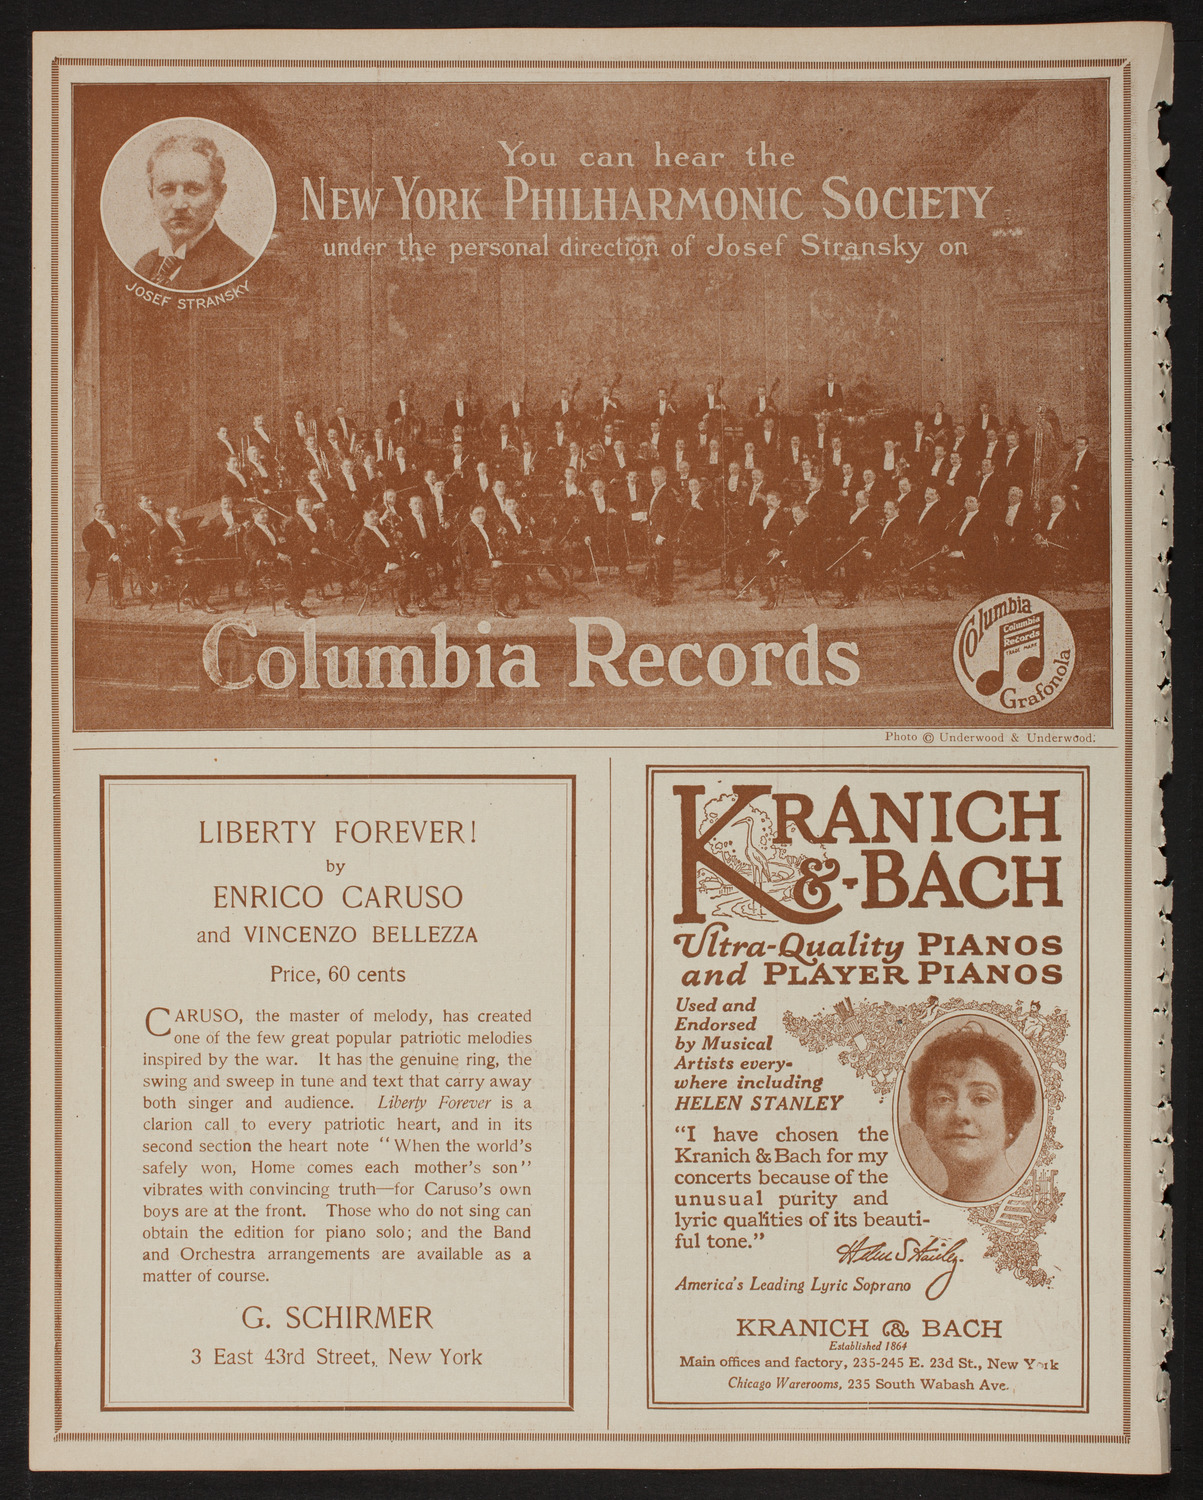 You can hear the
NEW YORK PHILHARMONIC SOCIETY
under the personal direction of Josef Stransky on
JOSEF STRANSKY
Columbia Records
Columbia
Columbia
Records
TRADE MARK
Grafonola
Photo © Underwood & Underwood.
LIBERTY FOREVER!
by
ENRICO CARUSO
and VINCENZO BELLEZZA
Price, 60 cents
CARUSO, the master of melody, has created
one of the few great popular patriotic melodies
inspired by the war. It has the genuine ring, the
swing and sweep in tune and text that carry away
both singer and audience. Liberty Forever is a
clarion call to every patriotic heart, and in its
second section the heart note "When the world's
safely won, Home comes each mother's son"
vibrates with convincing truth—for Caruso's own
boys are at the front. Those who do not sing can
obtain the edition for piano solo; and the Band
and Orchestra arrangements are available as a
matter of course.
G. SCHIRMER
3 East 43rd Street, New York
KRANICH
&-BACH
Ultra-Quality PIANOS
and PLAYER PIANOS
Used and
Endorsed
by Musical
Artists every-
where including
HELEN STANLEY
"I have chosen the
Kranich & Bach for my
concerts because of the
unusual purity and
lyric qualities of its beauti-
ful tone."
Helen Stanley.
America's Leading Lyric Soprano
KRANICH & BACH
Established 1864
Main offices and factory, 235-245 E. 23d St., New York
Chicago Warerooms, 235 South Wabash Ave.